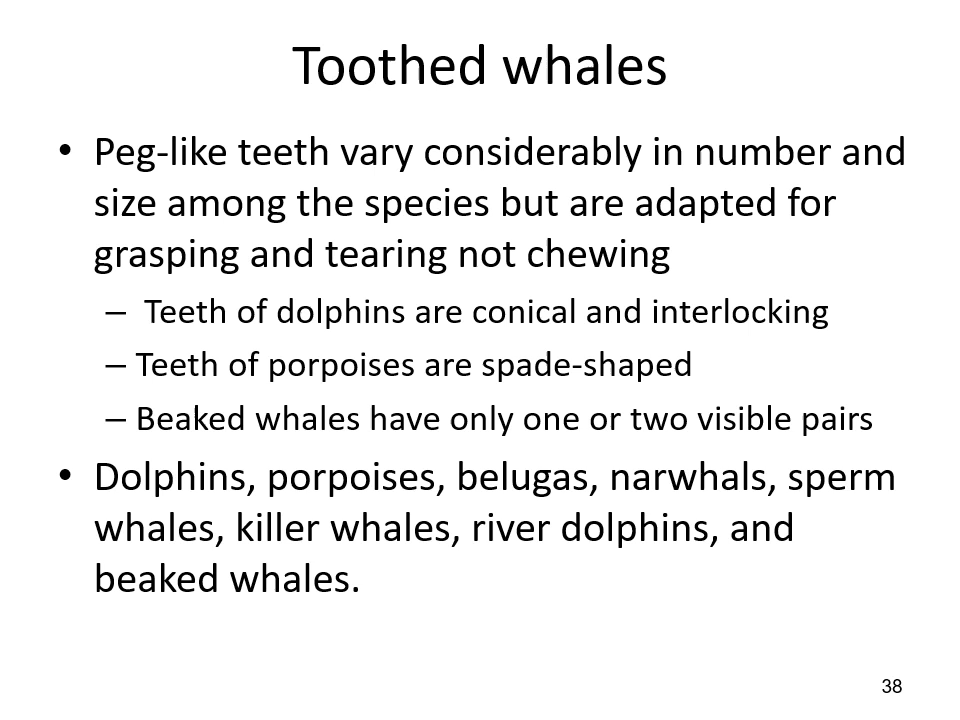 Toothed whales
• Peg-like teeth vary considerably in number and
size among the species but are adapted for
grasping and tearing not chewing
– Teeth of dolphins are conical and interlocking
– Teeth of porpoises are spade-shaped
– Beaked whales have only one or two visible pairs
• Dolphins, porpoises, belugas, narwhals, sperm
whales, killer whales, river dolphins, and
beaked whales.
38